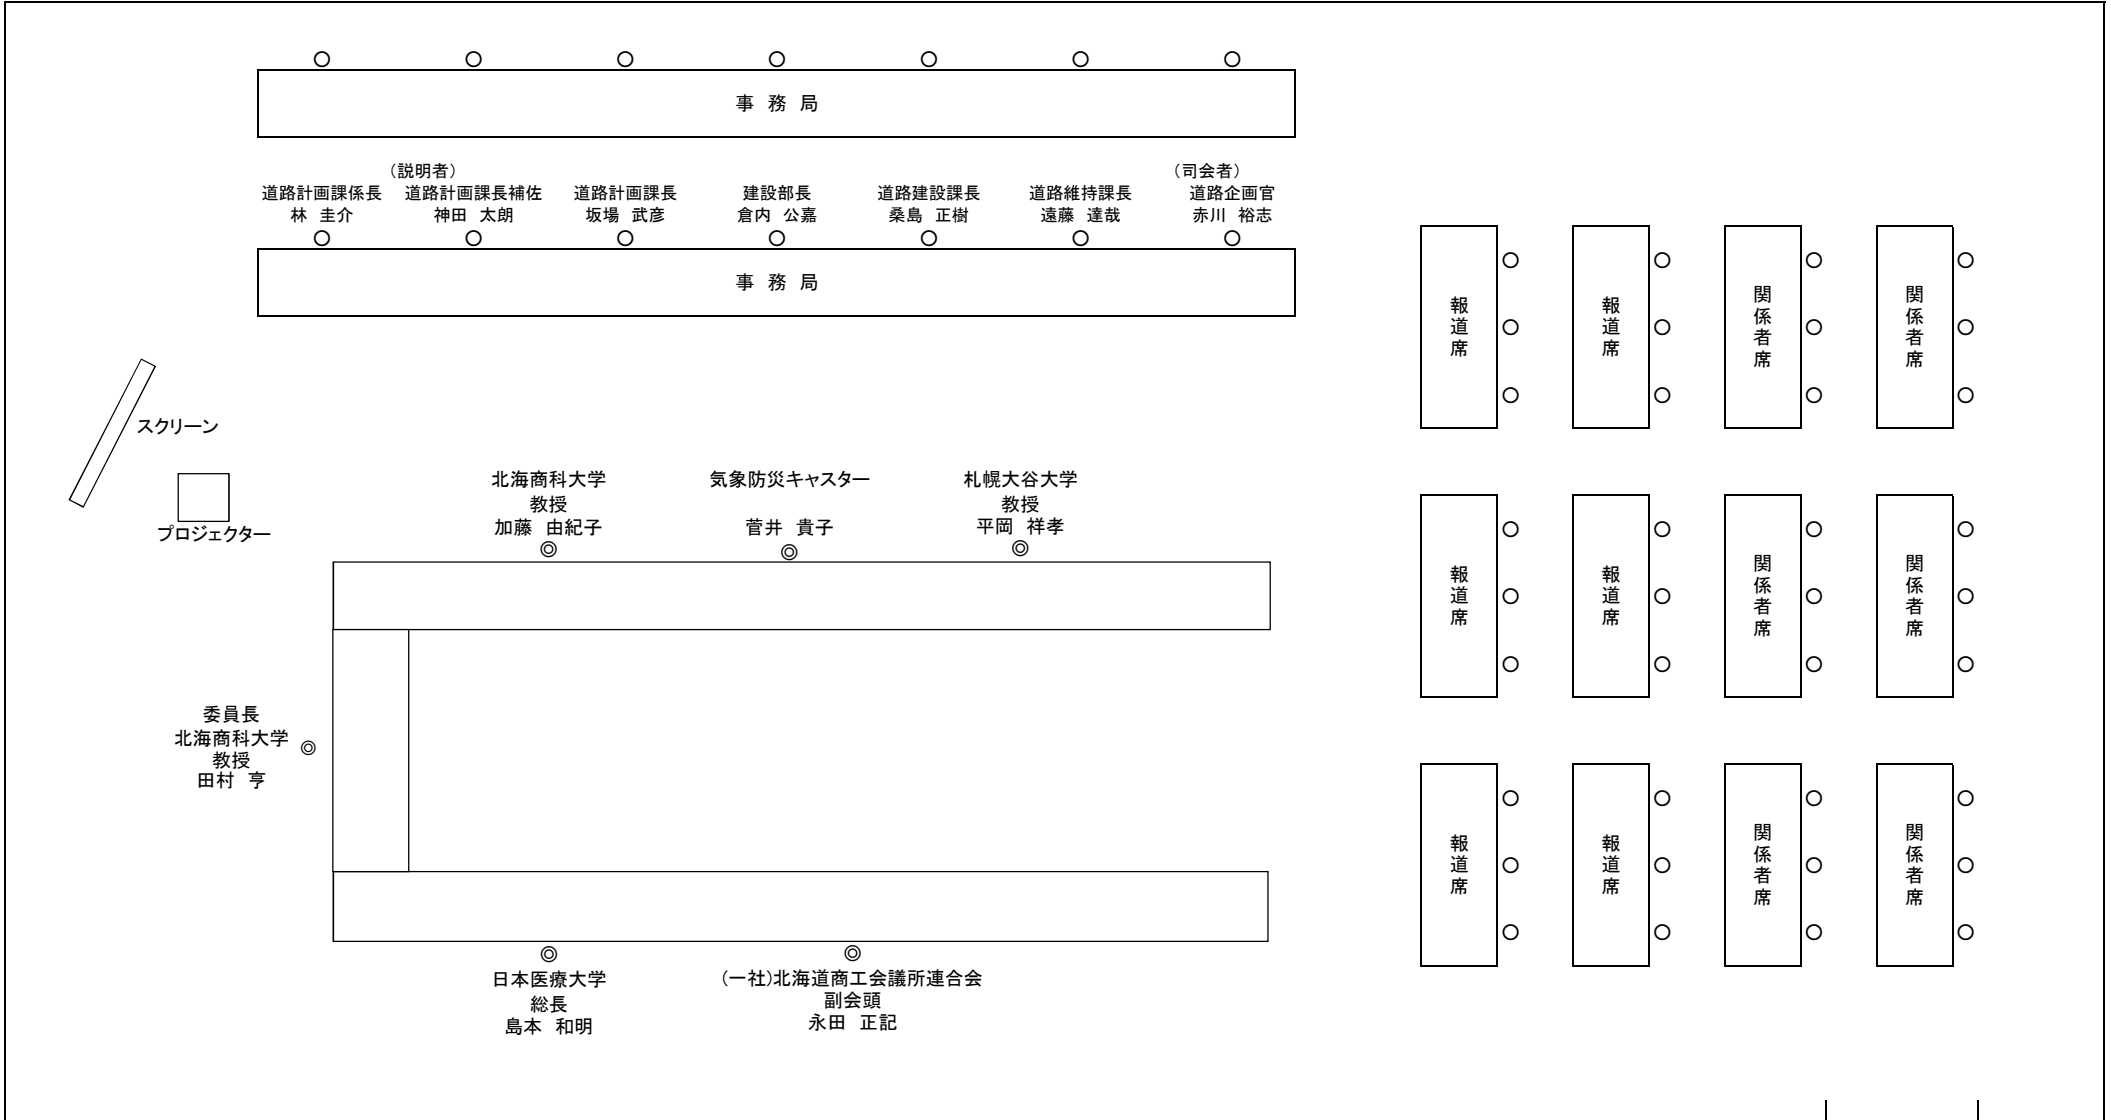 事 務 局
（説明者）
（司会者）
道路計画課係長
道路計画課長補佐
道路計画課長
建設部長
道路建設課長
道路維持課長
道路企画官
林 圭介
神田 太朗
坂場 武彦
倉内 公嘉
桑島 正樹
遠藤 達哉
赤川 裕志
事 務 局
報道席
報道席
関係者席
関係者席
スクリーン
プロジェクター
北海商科大学
教授
加藤 由紀子
気象防災キャスター
菅井 貴子
札幌大谷大学
教授
平岡 祥孝
報道席
報道席
関係者席
関係者席
委員長
北海商科大学
教授
田村 亨
報道席
報道席
関係者席
関係者席
日本医療大学
総長
島本 和明
（一社）北海道商工会議所連合会
副会頭
永田 正記